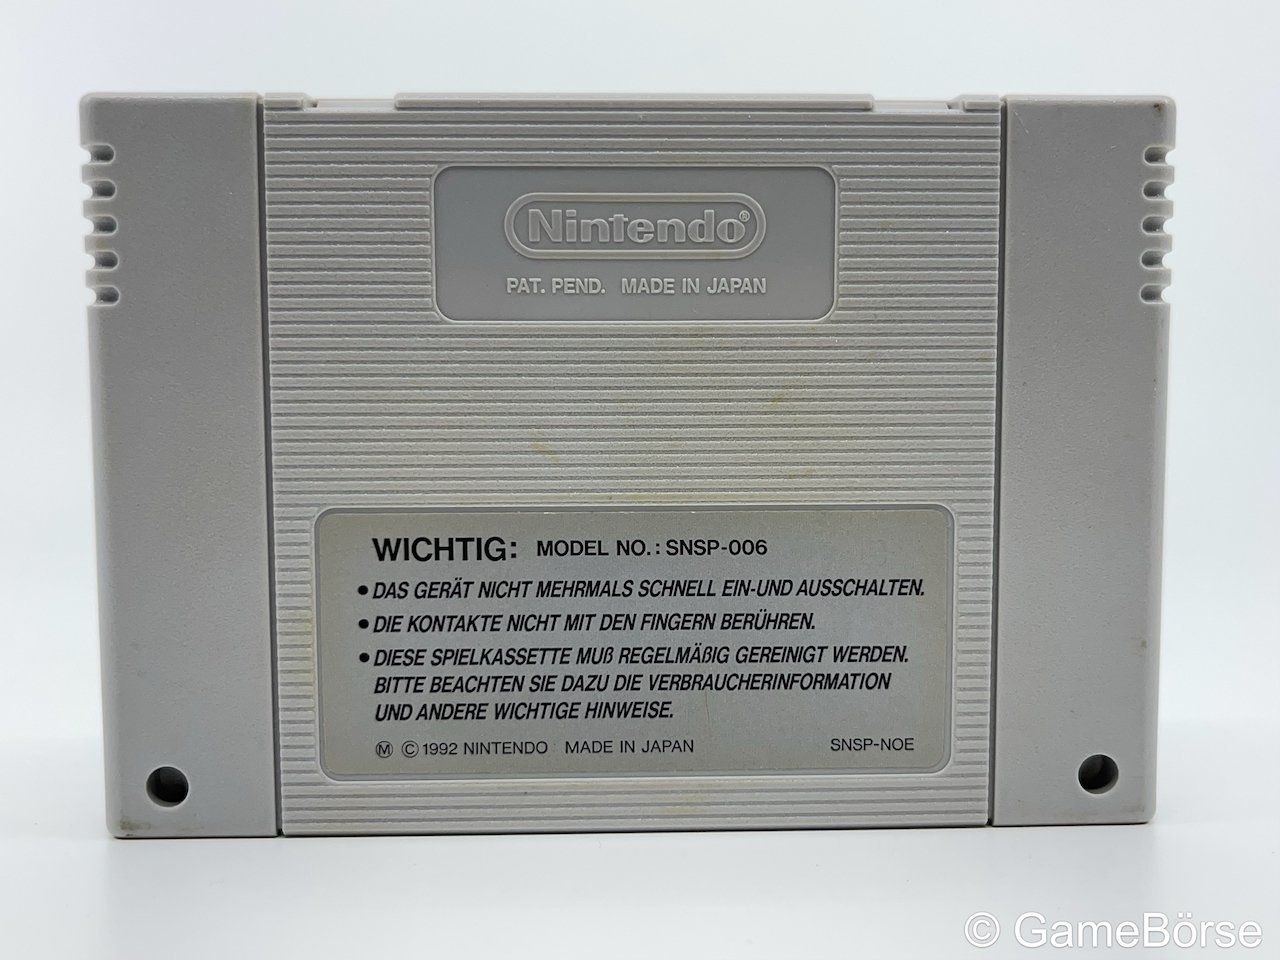 Nintendo®
PAT. PEND. MADE IN JAPAN
WICHTIG: MODEL NO.: SNSP-006
• DAS GERÄT NICHT MEHRMALS SCHNELL EIN-UND AUSSCHALTEN.
• DIE KONTAKTE NICHT MIT DEN FINGERN BERÜHREN.
• DIESE SPIELKASSETTE MUß REGELMÄßIG GEREINIGT WERDEN.
BITTE BEACHTEN SIE DAZU DIE VERBRAUCHERINFORMATION
UND ANDERE WICHTIGE HINWEISE.
Ⓜ © 1992 NINTENDO MADE IN JAPAN SNSP-NOE
© GameBörse